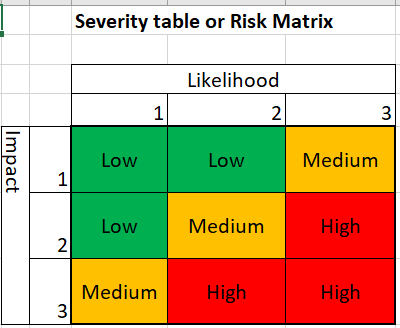 Severity table or Risk Matrix
Likelihood
1 2 3
Impact
1 Low Low Medium
2 Low Medium High
3 Medium High High